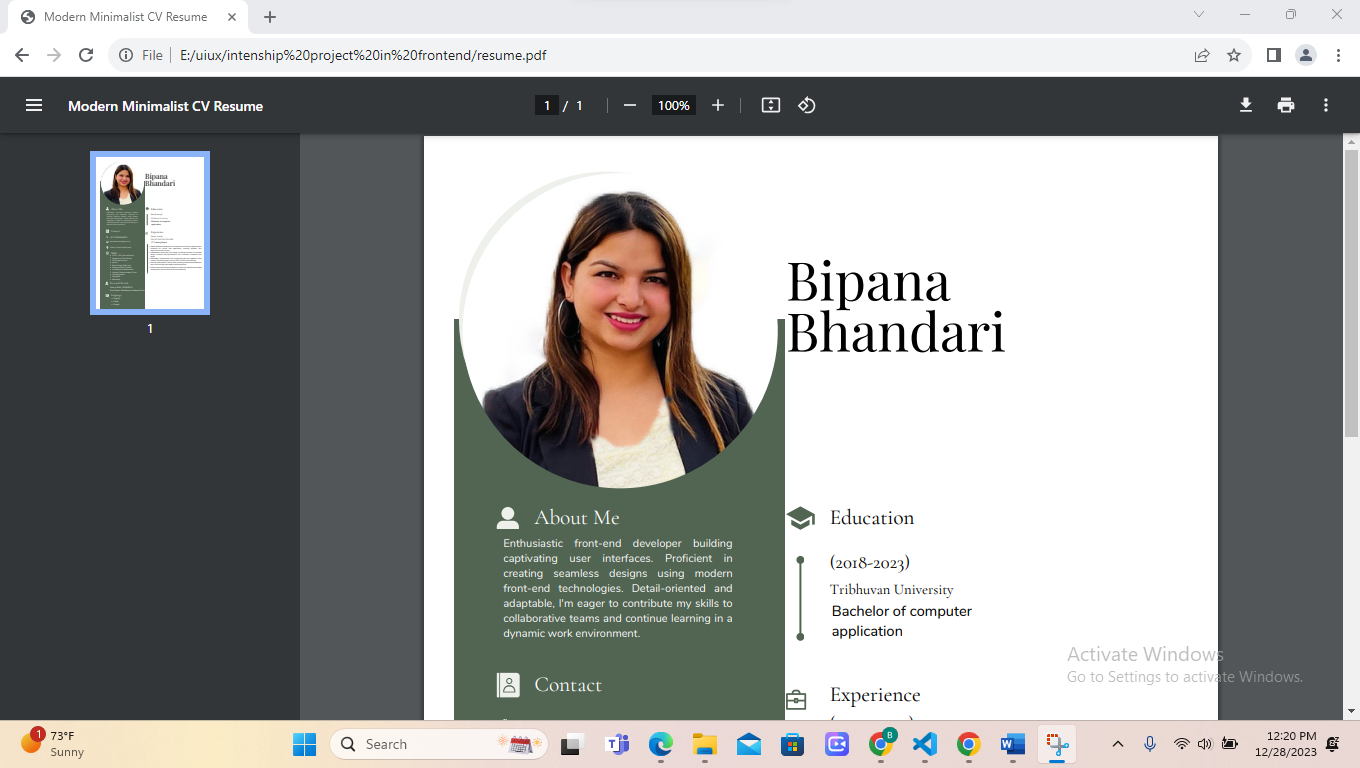 Modern Minimalist CV Resume
File
E:/uiux/intenship%20project%20in%20frontend/resume.pdf
Modern Minimalist CV Resume
1 / 1
100%
Bipana
Bhandari
1
Bipana
Bhandari
About Me
Enthusiastic front-end developer building
captivating user interfaces. Proficient in
creating seamless designs using modern
front-end technologies. Detail-oriented and
adaptable, I'm eager to contribute my skills to
collaborative teams and continue learning in a
dynamic work environment.
Contact
Education
(2018-2023)
Tribhuvan University
Bachelor of computer
application
Experience
Activate Windows
Go to Settings to activate Windows.
1
73°F
Sunny
Search
B
12:20 PM
12/28/2023